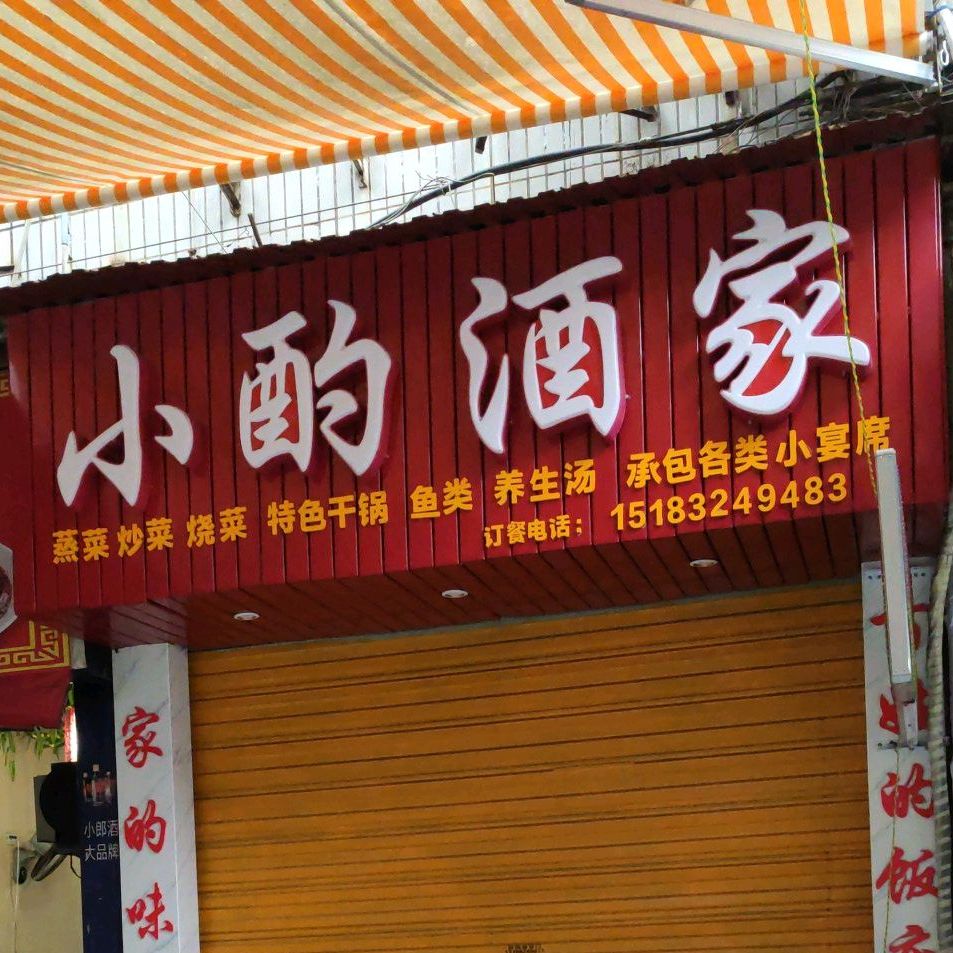 小酌酒家
蒸菜 炒菜 烧菜 特色干锅 鱼类 养生汤 承包各类小宴席
订餐电话: 15183249483
家的味
的饭
小郎酒
大品牌